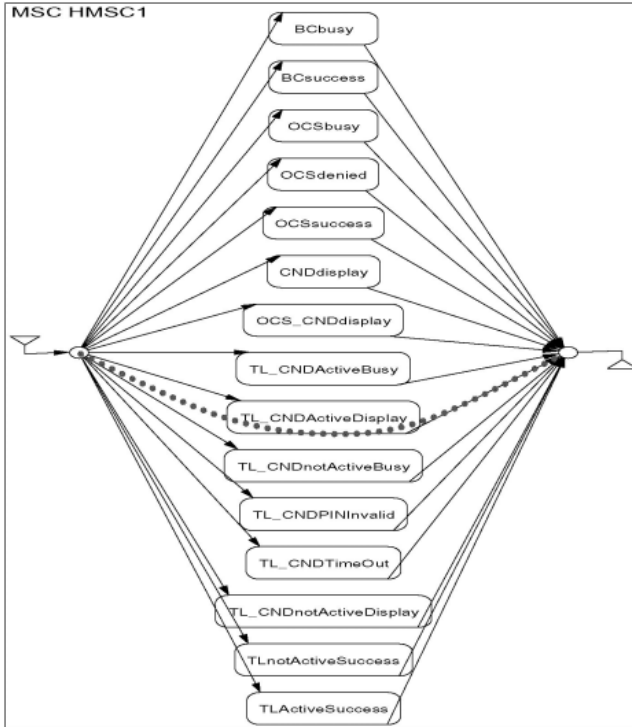 MSC HMSC1
BCbusy
BCsuccess
OCSbusy
OCSdenied
OCSsuccess
CNDdisplay
OCS_CNDdisplay
TL_CNDActiveBusy
TL_CNDActiveDisplay
TL_CNDnotActiveBusy
TL_CNDPINInvalid
TL_CNDTimeOut
TL_CNDnotActiveDisplay
TLnotActiveSuccess
TLActiveSuccess